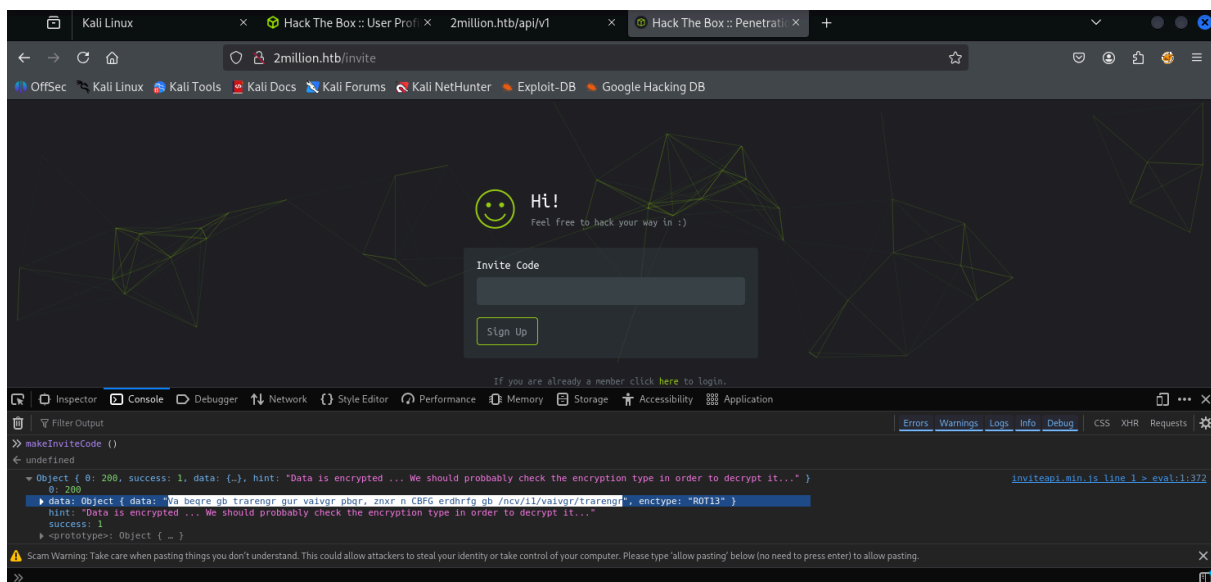 Kali Linux × Hack The Box :: User Profi × 2million.htb/api/v1 × Hack The Box :: Penetratio × +
2million.htb/invite
OffSec Kali Linux Kali Tools Kali Docs Kali Forums Kali NetHunter Exploit-DB Google Hacking DB
Hi!
Feel free to hack your way in :)
Invite Code
Sign Up
If you are already a member click here to login.
Inspector Console Debugger Network {} Style Editor Performance Memory Storage Accessibility Application
Filter Output Errors Warnings Logs Info Debug CSS XHR Requests
>> makeInviteCode ()
← undefined
▼ Object { 0: 200, success: 1, data: {…}, hint: "Data is encrypted ... We should probbably check the encryption type in order to decrypt it..." } inviteapi.min.js line 1 > eval:1:372
0: 200
▶ data: Object { data: "Va beqre gb trarengr gur vaivgr pbqr, znxr n CBFG erdhrfg gb /ncv/i1/vaivgr/trarengr", enctype: "ROT13" }
hint: "Data is encrypted ... We should probbably check the encryption type in order to decrypt it..."
success: 1
▶ <prototype>: Object { … }
Scam Warning: Take care when pasting things you don't understand. This could allow attackers to steal your identity or take control of your computer. Please type 'allow pasting' below (no need to press enter) to allow pasting. ×
>>